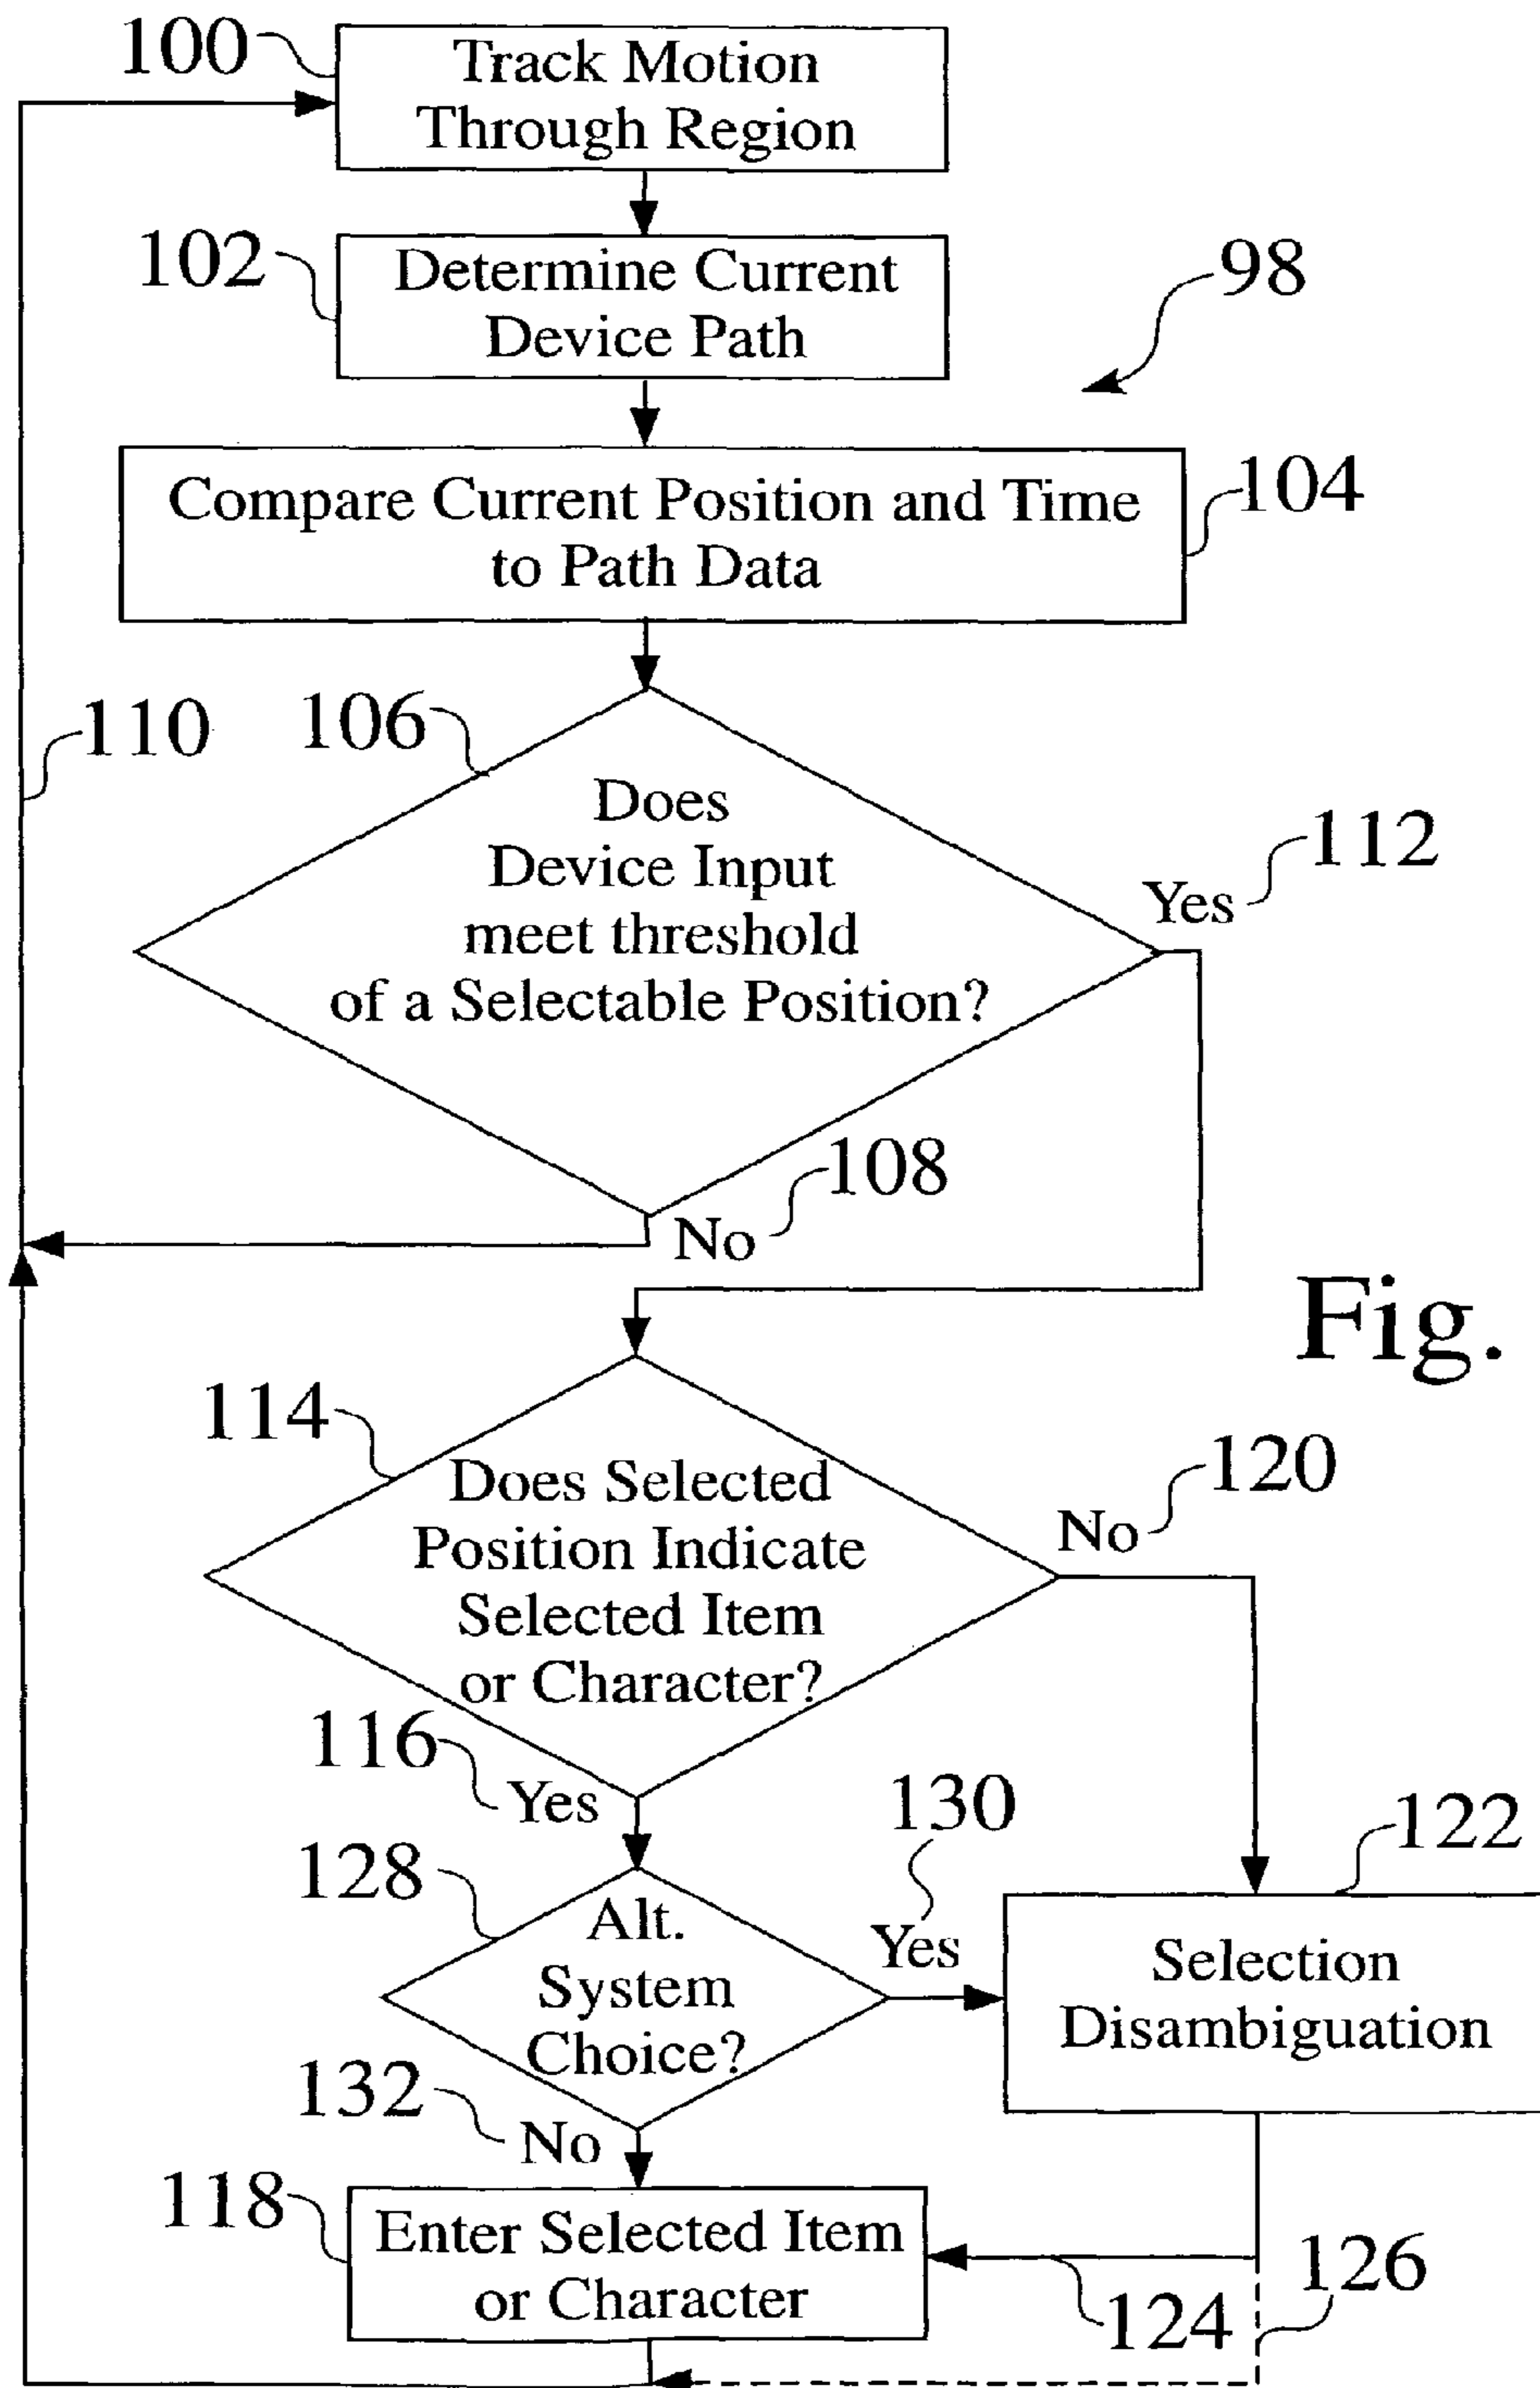 100
Track Motion
Through Region
102
Determine Current
Device Path
98
Compare Current Position and Time
to Path Data
104
110
106
Does
Device Input
meet threshold
of a Selectable Position?
Yes
112
No
108
Fig.
114
Does Selected
Position Indicate
Selected Item
or Character?
No
120
116
Yes
128
Alt.
System
Choice?
130
Yes
122
Selection
Disambiguation
132
No
118
Enter Selected Item
or Character
124
126